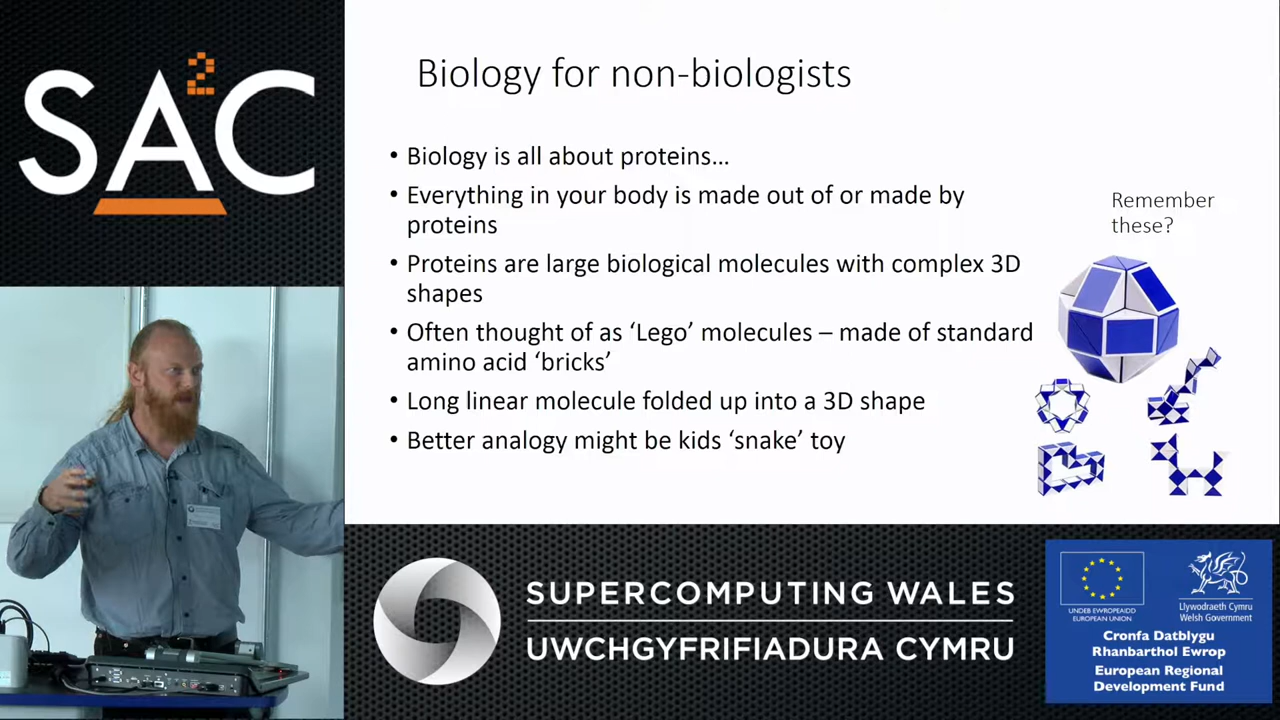 SA2C
Biology for non-biologists
• Biology is all about proteins…
• Everything in your body is made out of or made by
proteins
• Proteins are large biological molecules with complex 3D
shapes
• Often thought of as ‘Lego’ molecules – made of standard
amino acid ‘bricks’
• Long linear molecule folded up into a 3D shape
• Better analogy might be kids ‘snake’ toy
Remember
these?
SUPERCOMPUTING WALES
UWCHGYFRIFIADURA CYMRU
UNDEB EWROPEAIDD
EUROPEAN UNION
Llywodraeth Cymru
Welsh Government
Cronfa Datblygu
Rhanbarthol Ewrop
European Regional
Development Fund